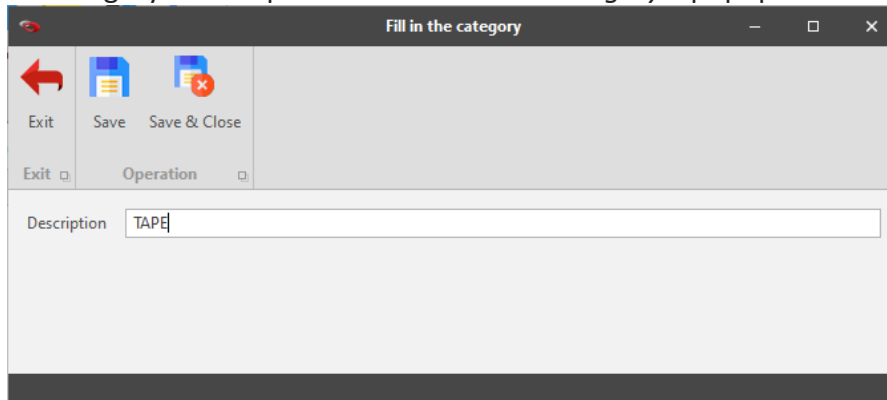 Fill in the category
Exit Save Save & Close
Exit Operation
Description TAPE